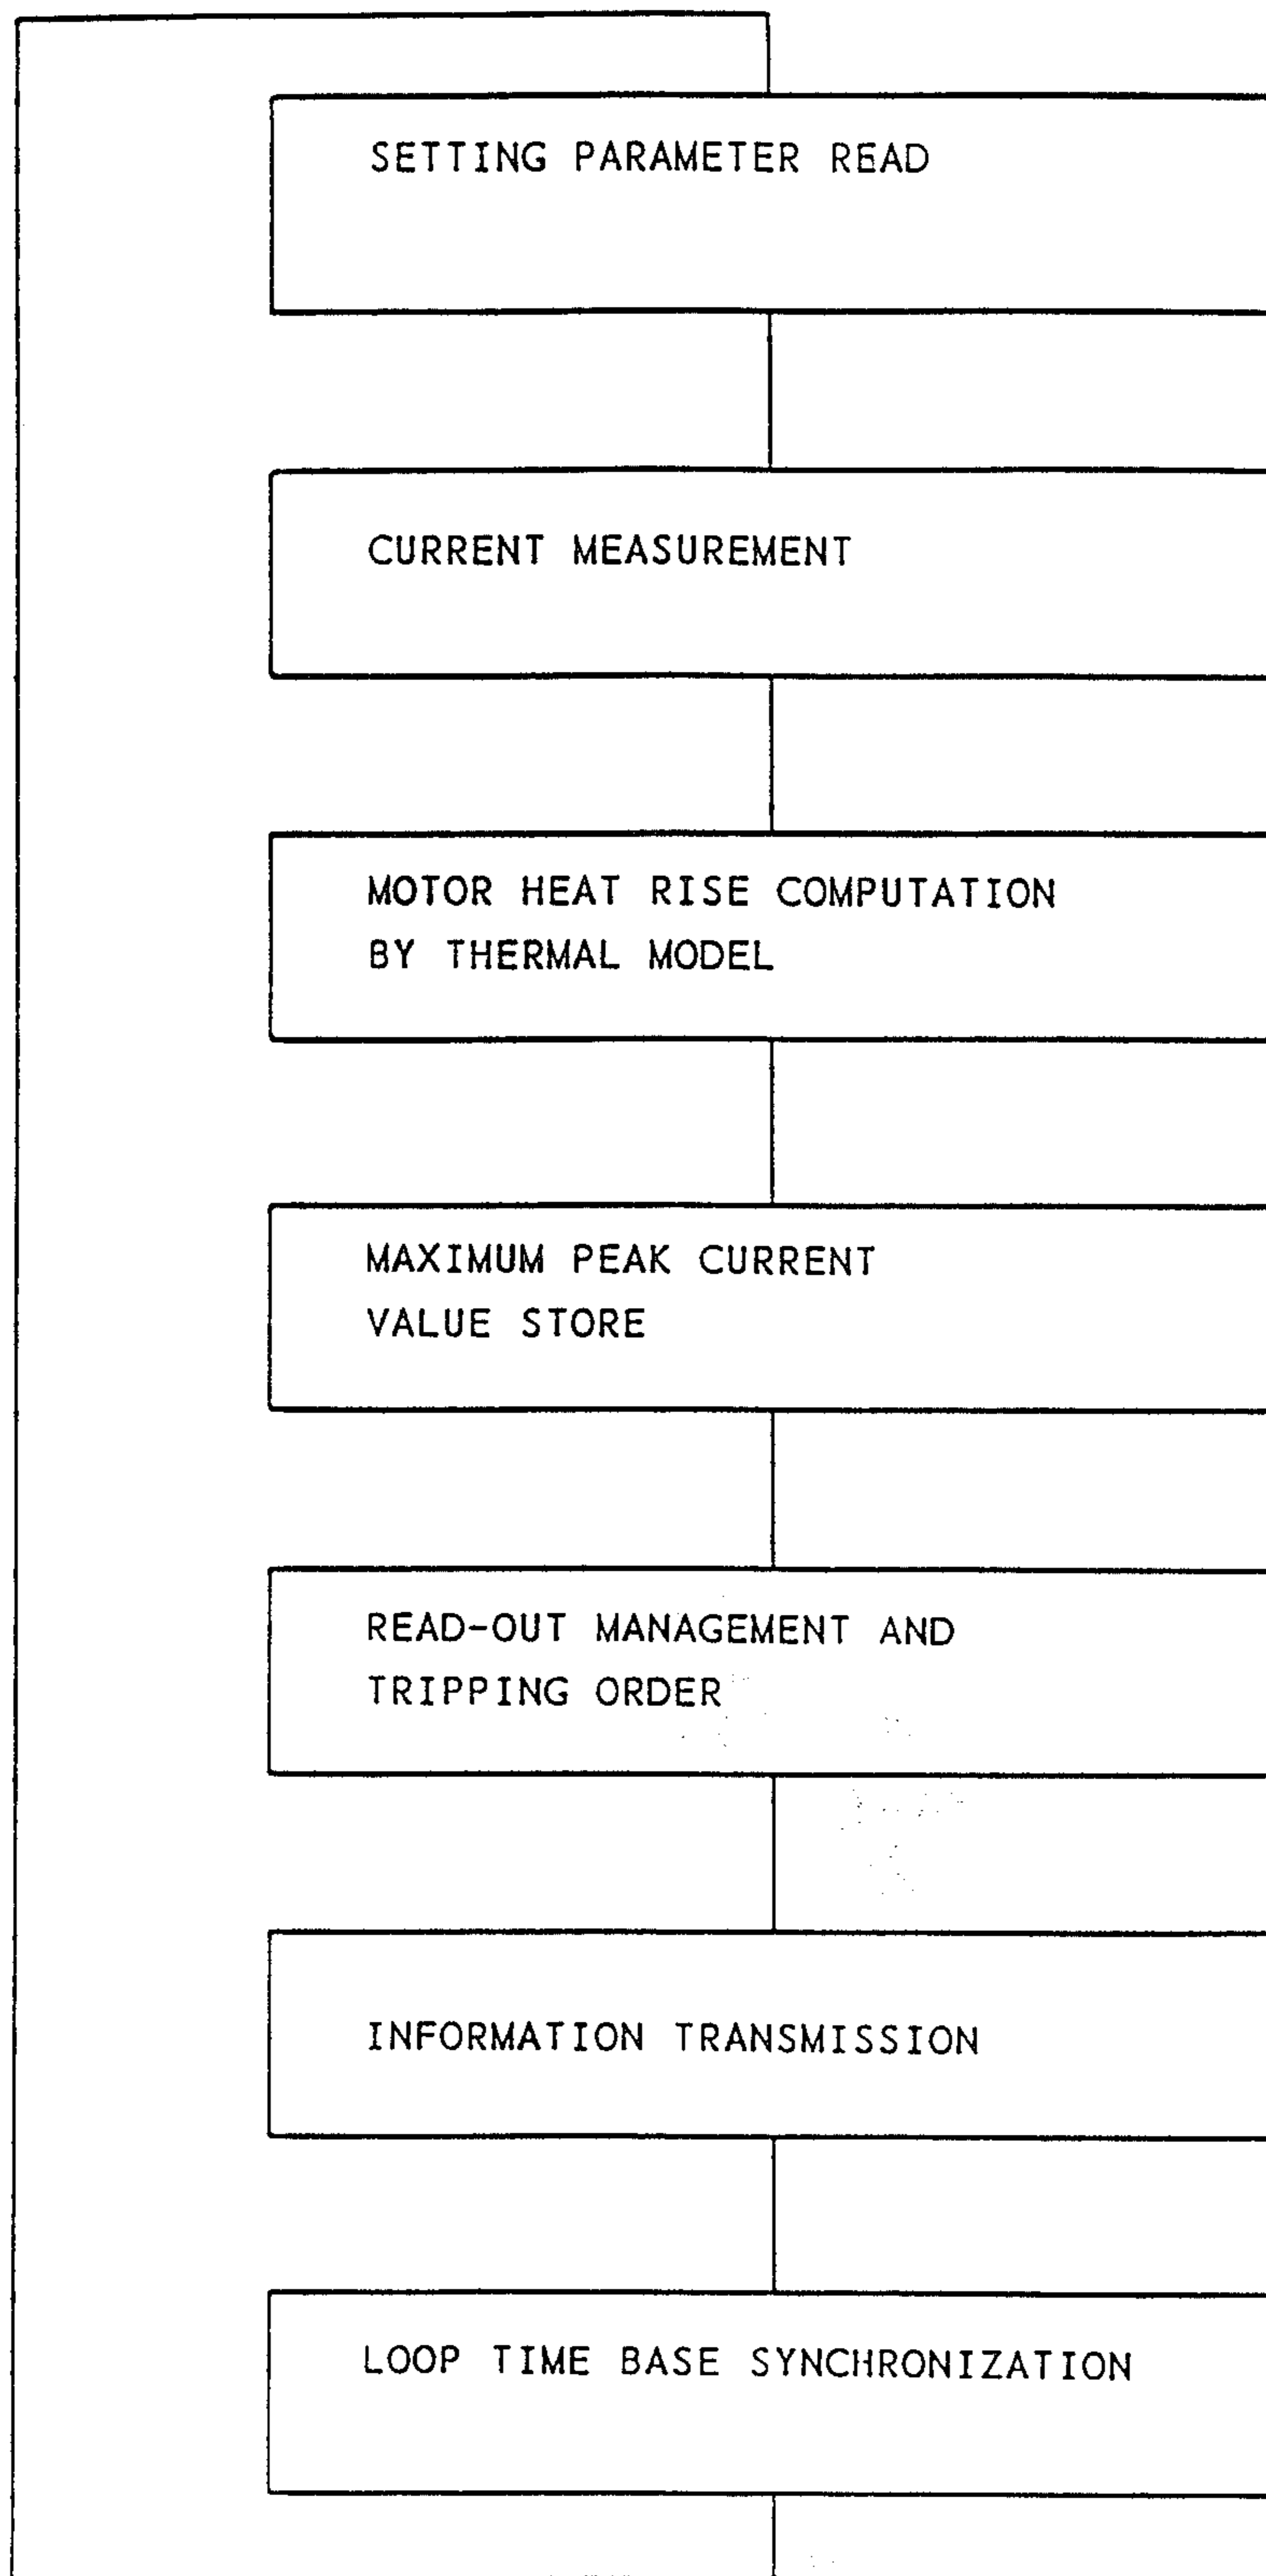 SETTING PARAMETER READ
CURRENT MEASUREMENT
MOTOR HEAT RISE COMPUTATION
BY THERMAL MODEL
MAXIMUM PEAK CURRENT
VALUE STORE
READ-OUT MANAGEMENT AND
TRIPPING ORDER
INFORMATION TRANSMISSION
LOOP TIME BASE SYNCHRONIZATION